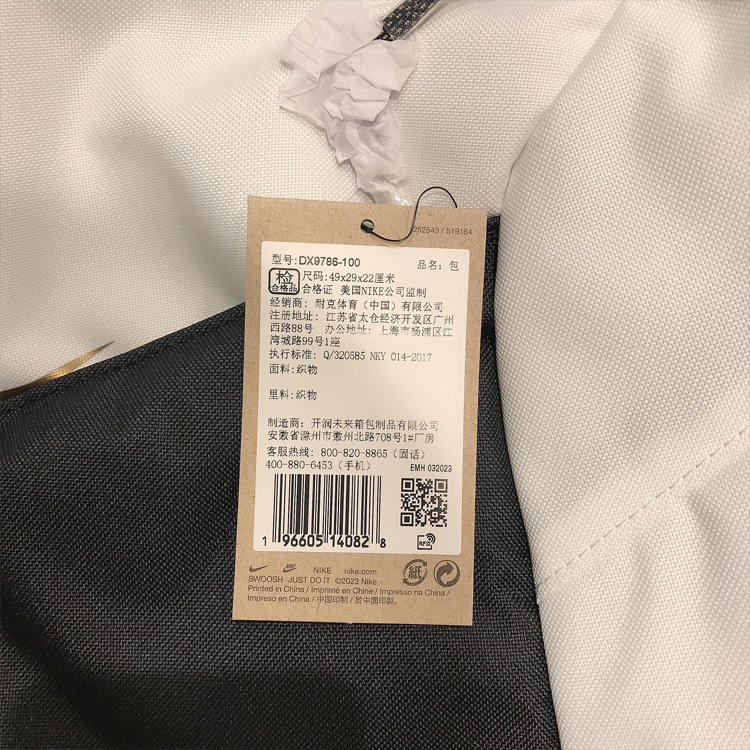 252549 / 519164
型号:DX9786-100 品名：包
检 合格品 尺码:49x29x22厘米
合格证 美国NIKE公司监制
经销商：耐克体育（中国）有限公司
注册地址：江苏省太仓经济开发区广州
西路88号 办公地址：上海市杨浦区江
湾城路99号1座
执行标准：Q/320585 NKY 014-2017
面料:织物
里料:织物
制造商：开润未来箱包制品有限公司
安徽省滁州市徽州北路708号1#厂房
客服热线：800-820-8865（固话）
400-880-6453（手机） EMH 032023
1 96605 14082 8
RFID
NIKE NIKE nike.com
SWOOSH JUST DO IT ©2023 Nike
紙
Printed in China / Imprimé en Chine / Impresso na China /
Impreso en China / 中国印制 / 於中國印製.